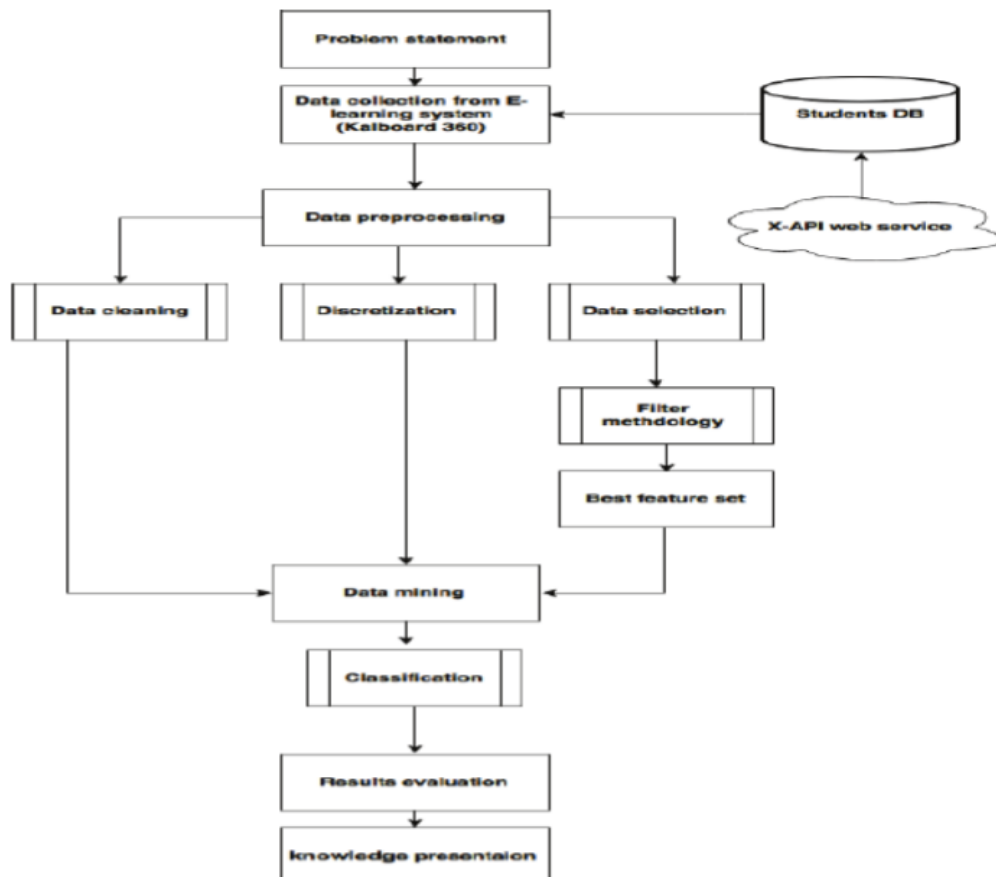 Problem statement
Data collection from E-
learning system
(Kalboard 360)
Students DB
X-API web service
Data preprocessing
Data cleaning
Discretization
Data selection
Filter
methdology
Best feature set
Data mining
Classification
Results evaluation
knowledge presentaion